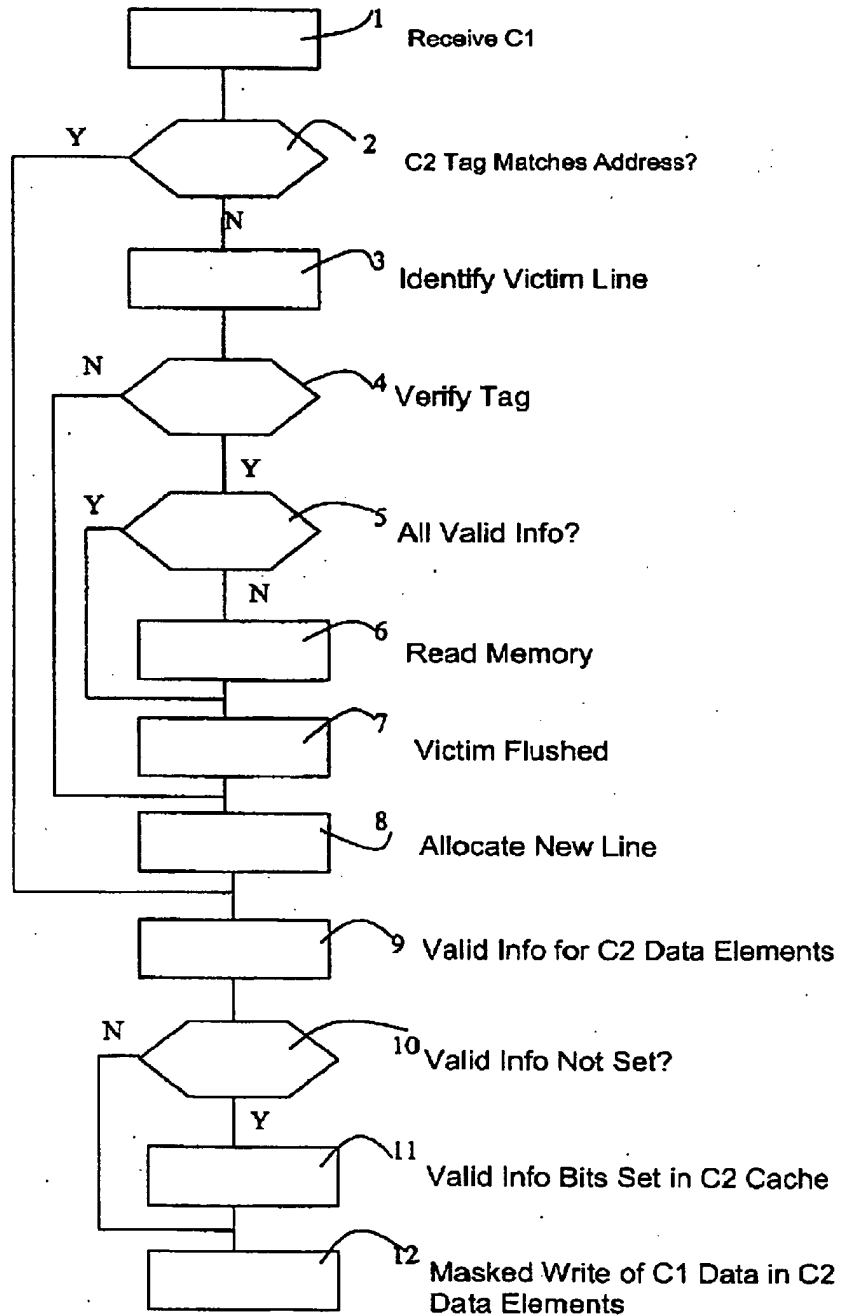 1
Receive C1
Y
2
C2 Tag Matches Address?
N
3
Identify Victim Line
N
4
Verify Tag
Y
Y
5
All Valid Info?
N
6
Read Memory
7
Victim Flushed
8
Allocate New Line
9
Valid Info for C2 Data Elements
N
10
Valid Info Not Set?
Y
11
Valid Info Bits Set in C2 Cache
12
Masked Write of C1 Data in C2
Data Elements